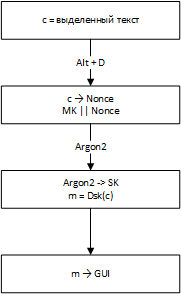 c = выделенный текст
Alt + D
c → Nonce
MK || Nonce
Argon2
Argon2 -> SK
m = Dsk(c)
m → GUI